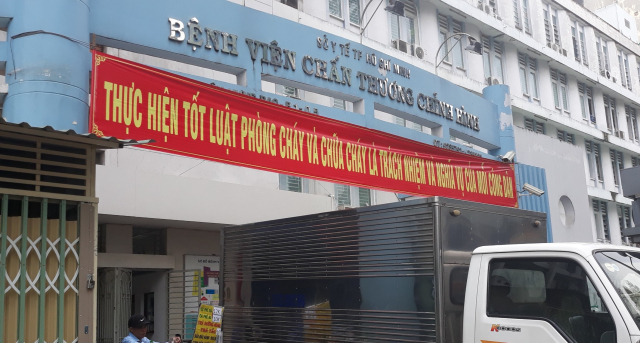 SỞ Y TẾ TP HỒ CHÍ MINH
BỆNH VIÊN CHẤN THƯƠNG CHỈNH HÌNH
THỰC HIỆN TỐT LUẬT PHÒNG CHÁY VÀ CHỮA CHÁY LÀ TRÁCH NHIỆM VÀ NGHĨA VỤ CỦA MỖI CÔNG DÂN